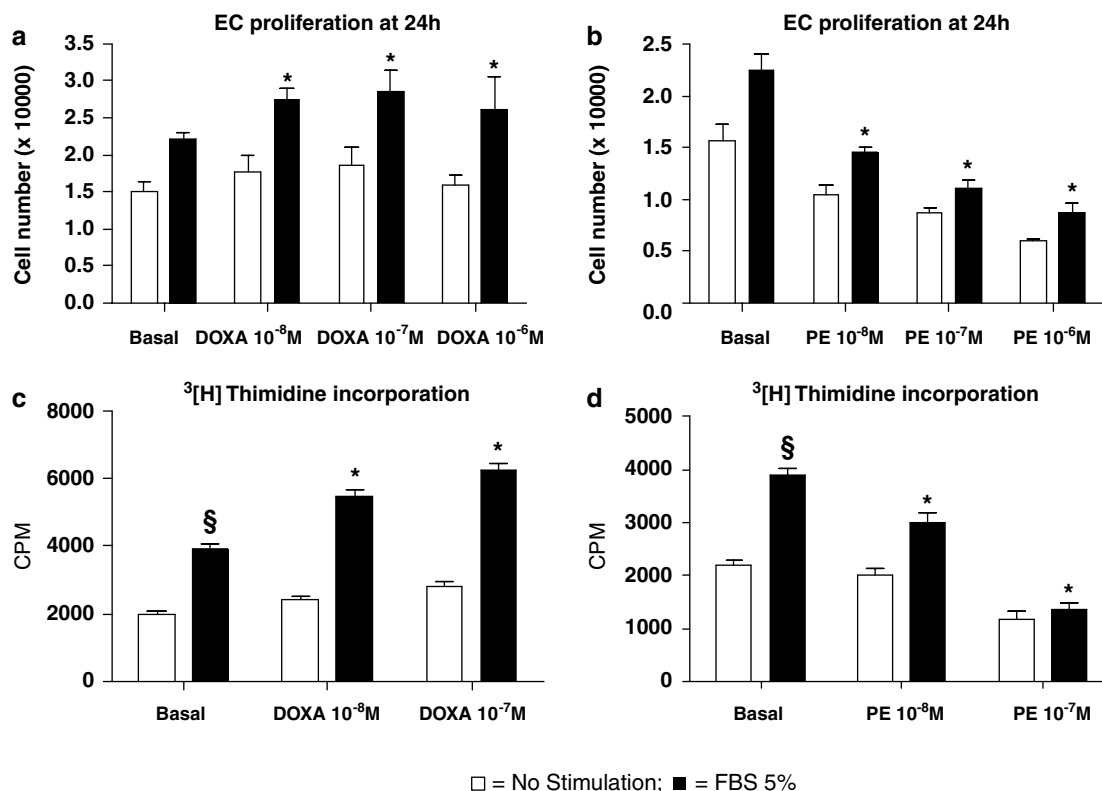 a
EC proliferation at 24h
Cell number (x 10000)
3.5
3.0
2.5
2.0
1.5
1.0
0.5
0.0
* * *
Basal DOXA 10⁻⁸M DOXA 10⁻⁷M DOXA 10⁻⁶M
b
EC proliferation at 24h
Cell number (x 10000)
2.5
2.0
1.5
1.0
0.5
0.0
* * *
Basal PE 10⁻⁸M PE 10⁻⁷M PE 10⁻⁶M
c
³[H] Thimidine incorporation
CPM
8000
6000
4000
2000
0
§ * *
Basal DOXA 10⁻⁸M DOXA 10⁻⁷M
d
³[H] Thimidine incorporation
CPM
5000
4000
3000
2000
1000
0
§ * *
Basal PE 10⁻⁸M PE 10⁻⁷M
□ = No Stimulation; ■ = FBS 5%